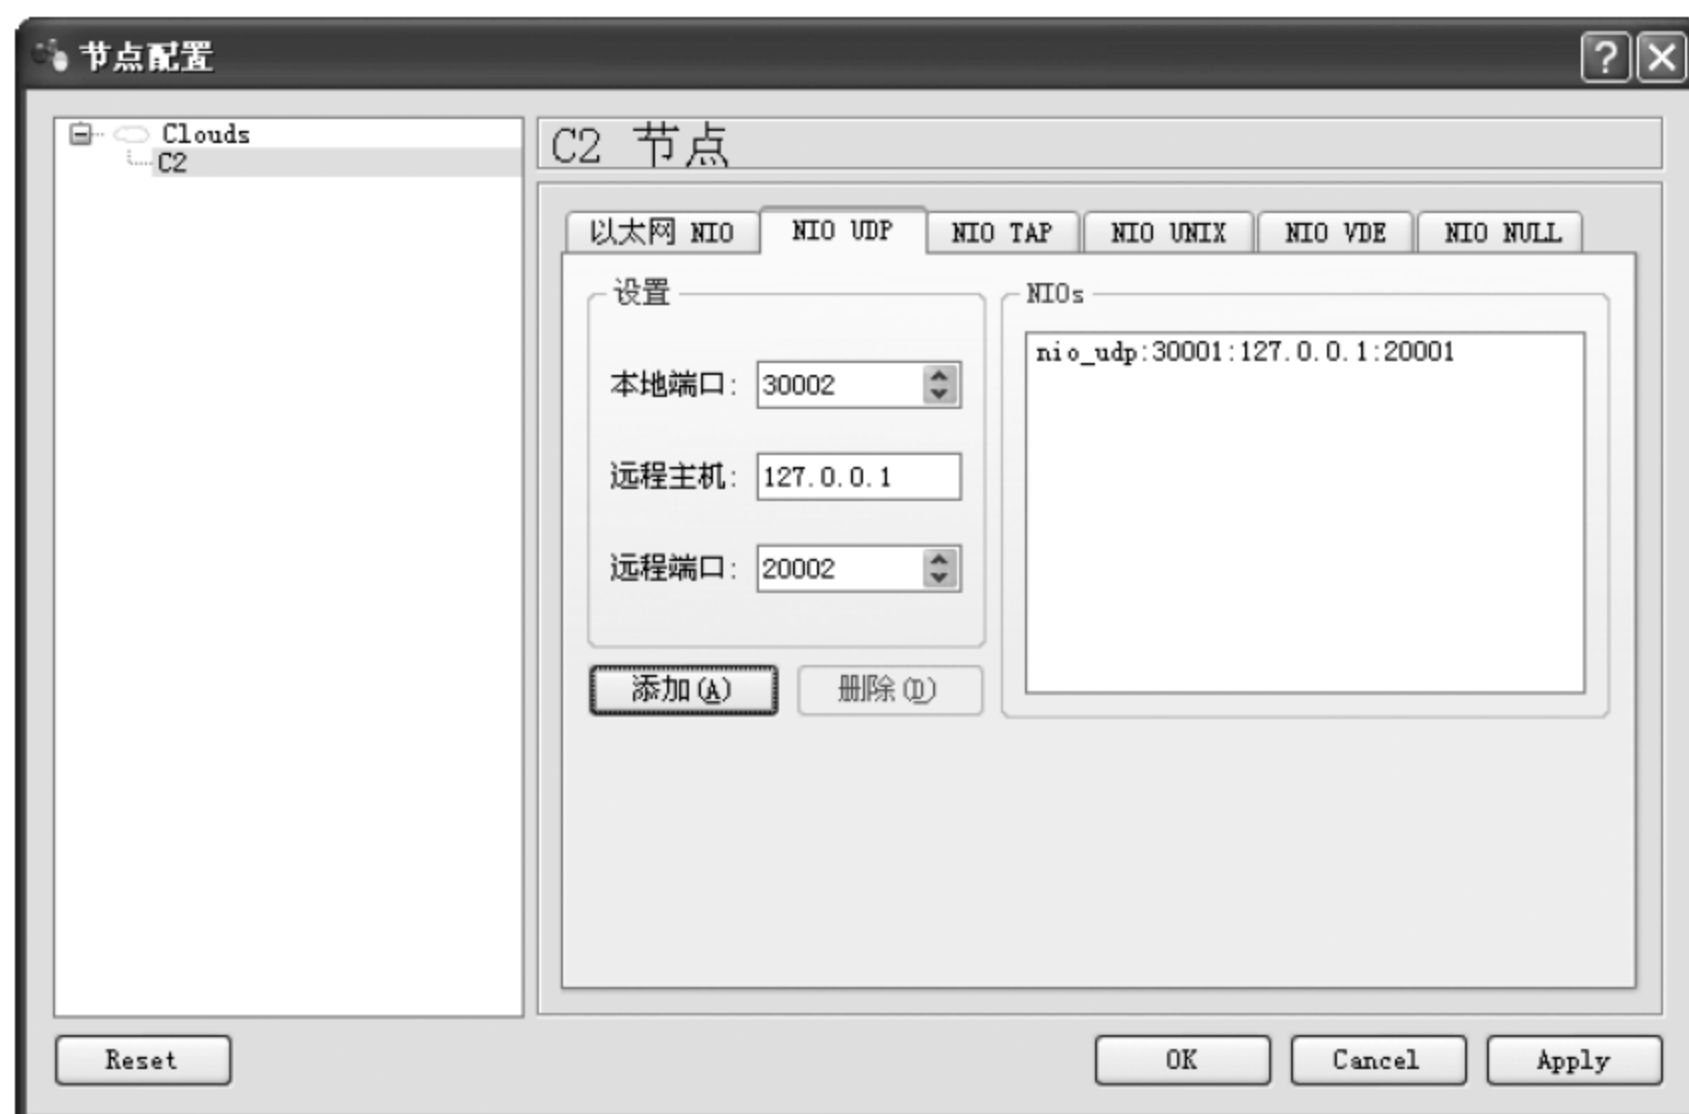 节点配置
Clouds
C2
C2 节点
以太网 NIO NIO UDP NIO TAP NIO UNIX NIO VDE NIO NULL
设置
本地端口: 30002
远程主机: 127.0.0.1
远程端口: 20002
添加(A) 删除(D)
NIOs
nio_udp:30001:127.0.0.1:20001
Reset OK Cancel Apply